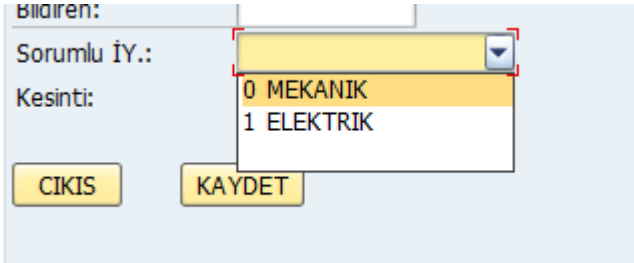 Bildiren:
Sorumlu İY.:
Kesinti:
0 MEKANIK
1 ELEKTRIK
CIKIS
KAYDET